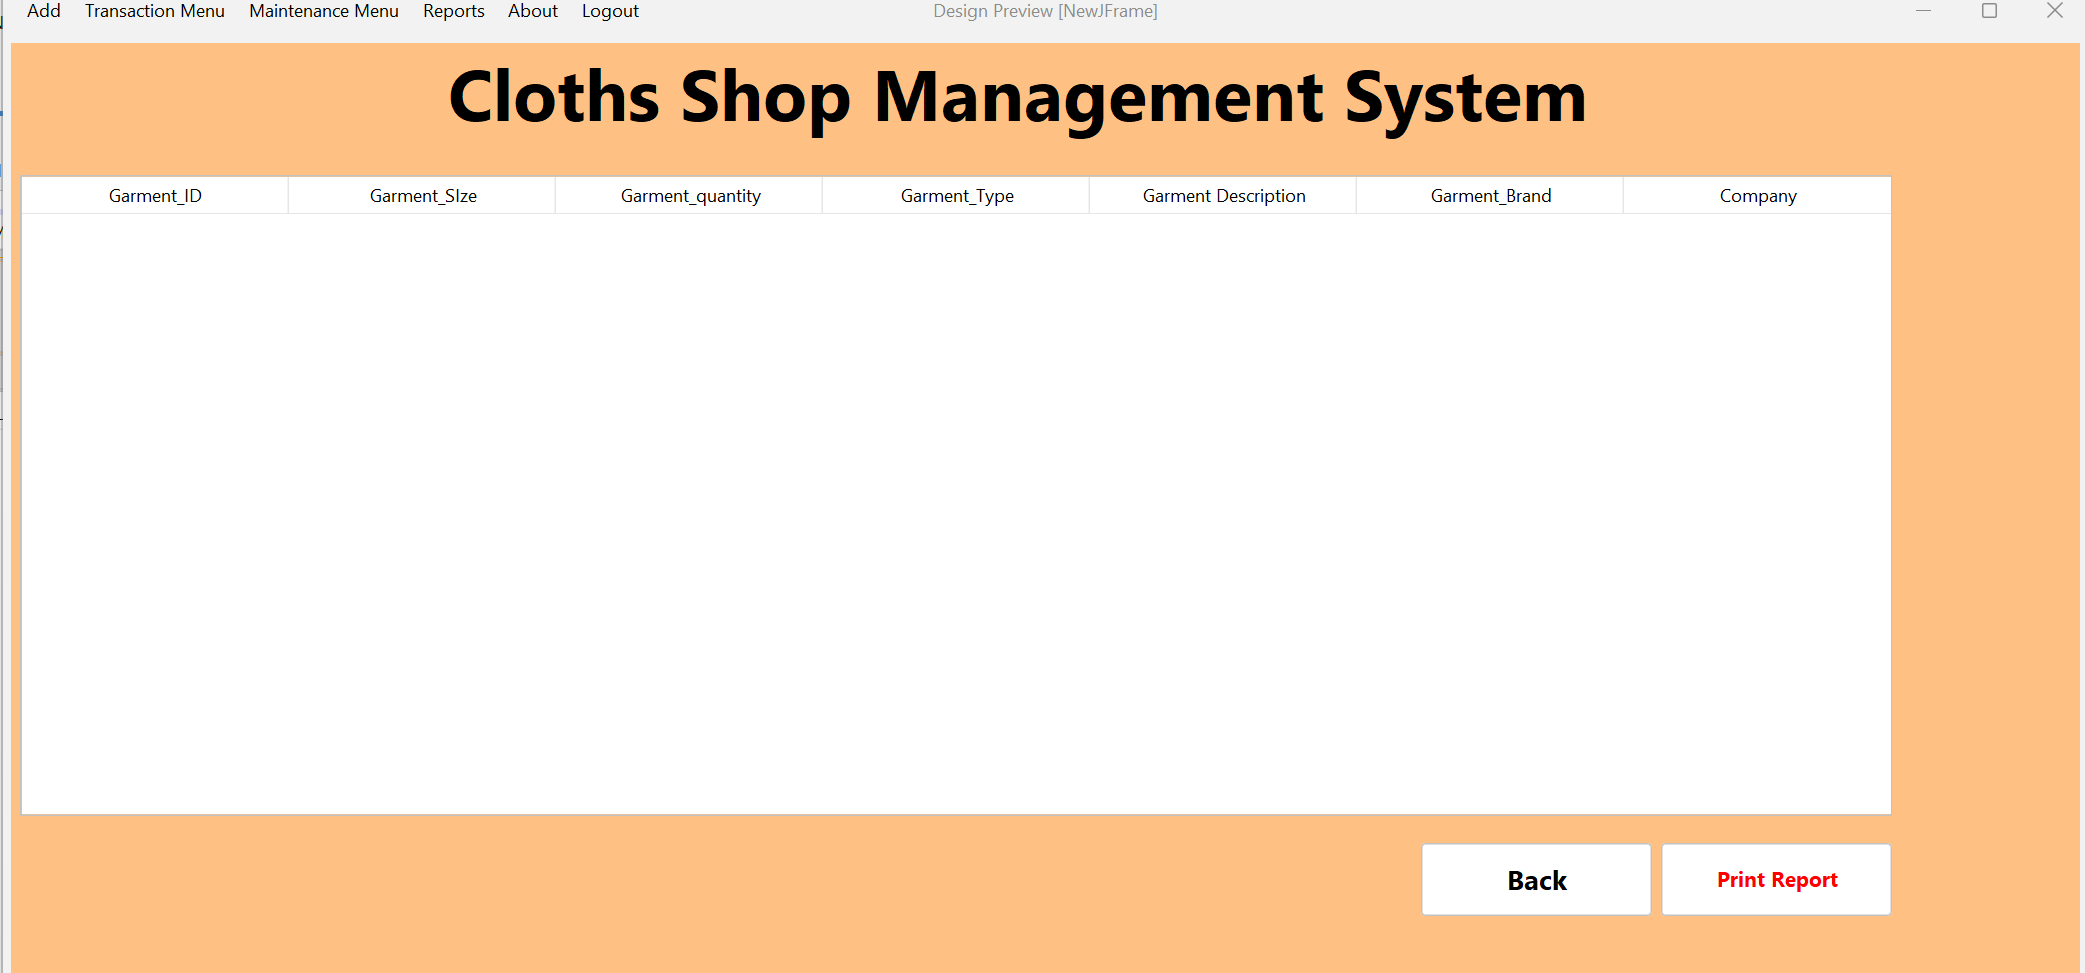 Add Transaction Menu Maintenance Menu Reports About Logout Design Preview [NewJFrame]
Cloths Shop Management System
Garment_ID Garment_SIze Garment_quantity Garment_Type Garment Description Garment_Brand Company
Back Print Report